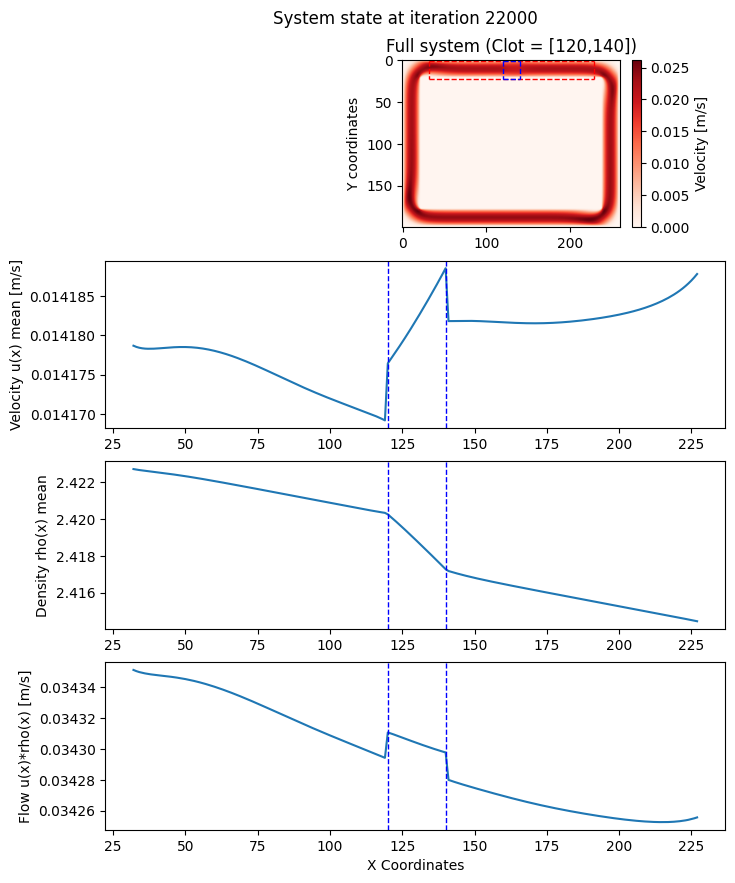 System state at iteration 22000
Full system (Clot = [120,140])
Y coordinates
0
50
100
150
0
100
200
0.025
0.020
0.015
0.010
0.005
0.000
Velocity [m/s]
Velocity u(x) mean [m/s]
0.014185
0.014180
0.014175
0.014170
25 50 75 100 125 150 175 200 225
Density rho(x) mean
2.422
2.420
2.418
2.416
25 50 75 100 125 150 175 200 225
Flow u(x)*rho(x) [m/s]
0.03434
0.03432
0.03430
0.03428
0.03426
25 50 75 100 125 150 175 200 225
X Coordinates